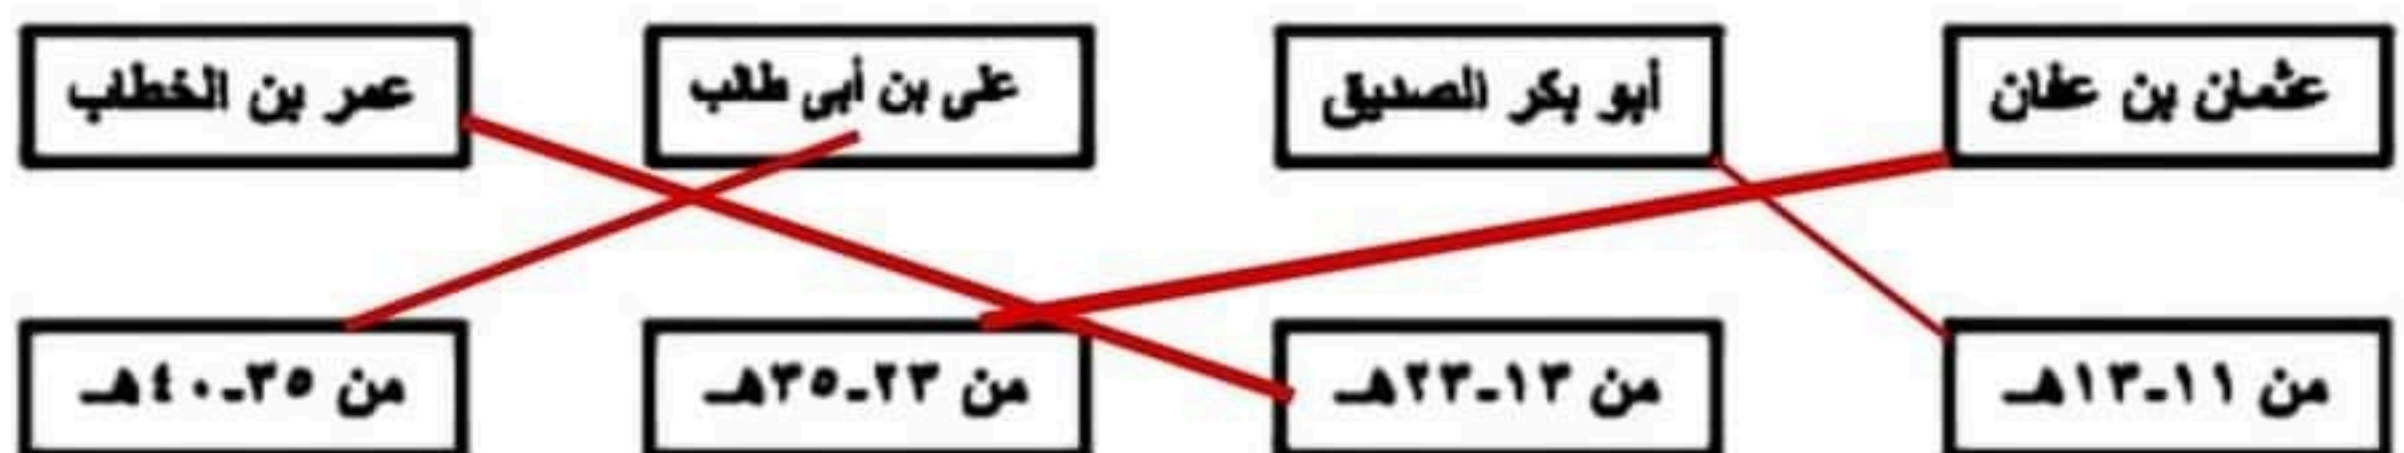 عثمان بن عفان
أبو بكر الصديق
على بن أبى طالب
عمر بن الخطاب
من ١١-١٣هـ
من ١٣-٢٣هـ
من ٢٣-٣٥هـ
من ٣٥-٤٠هـ